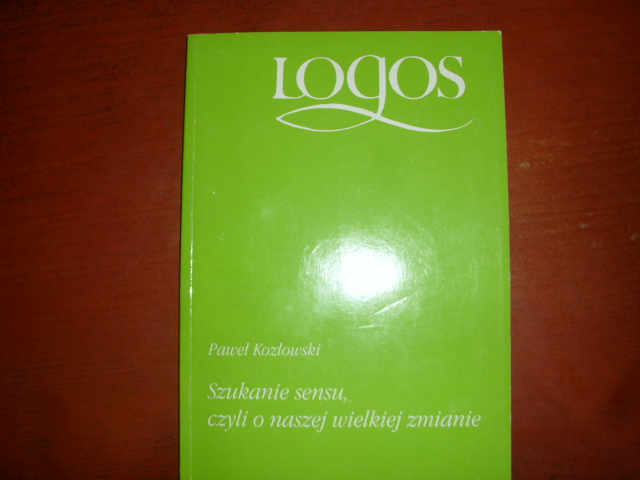 LOGOS
Paweł Kozłowski
Szukanie sensu,
czyli o naszej wielkiej zmianie